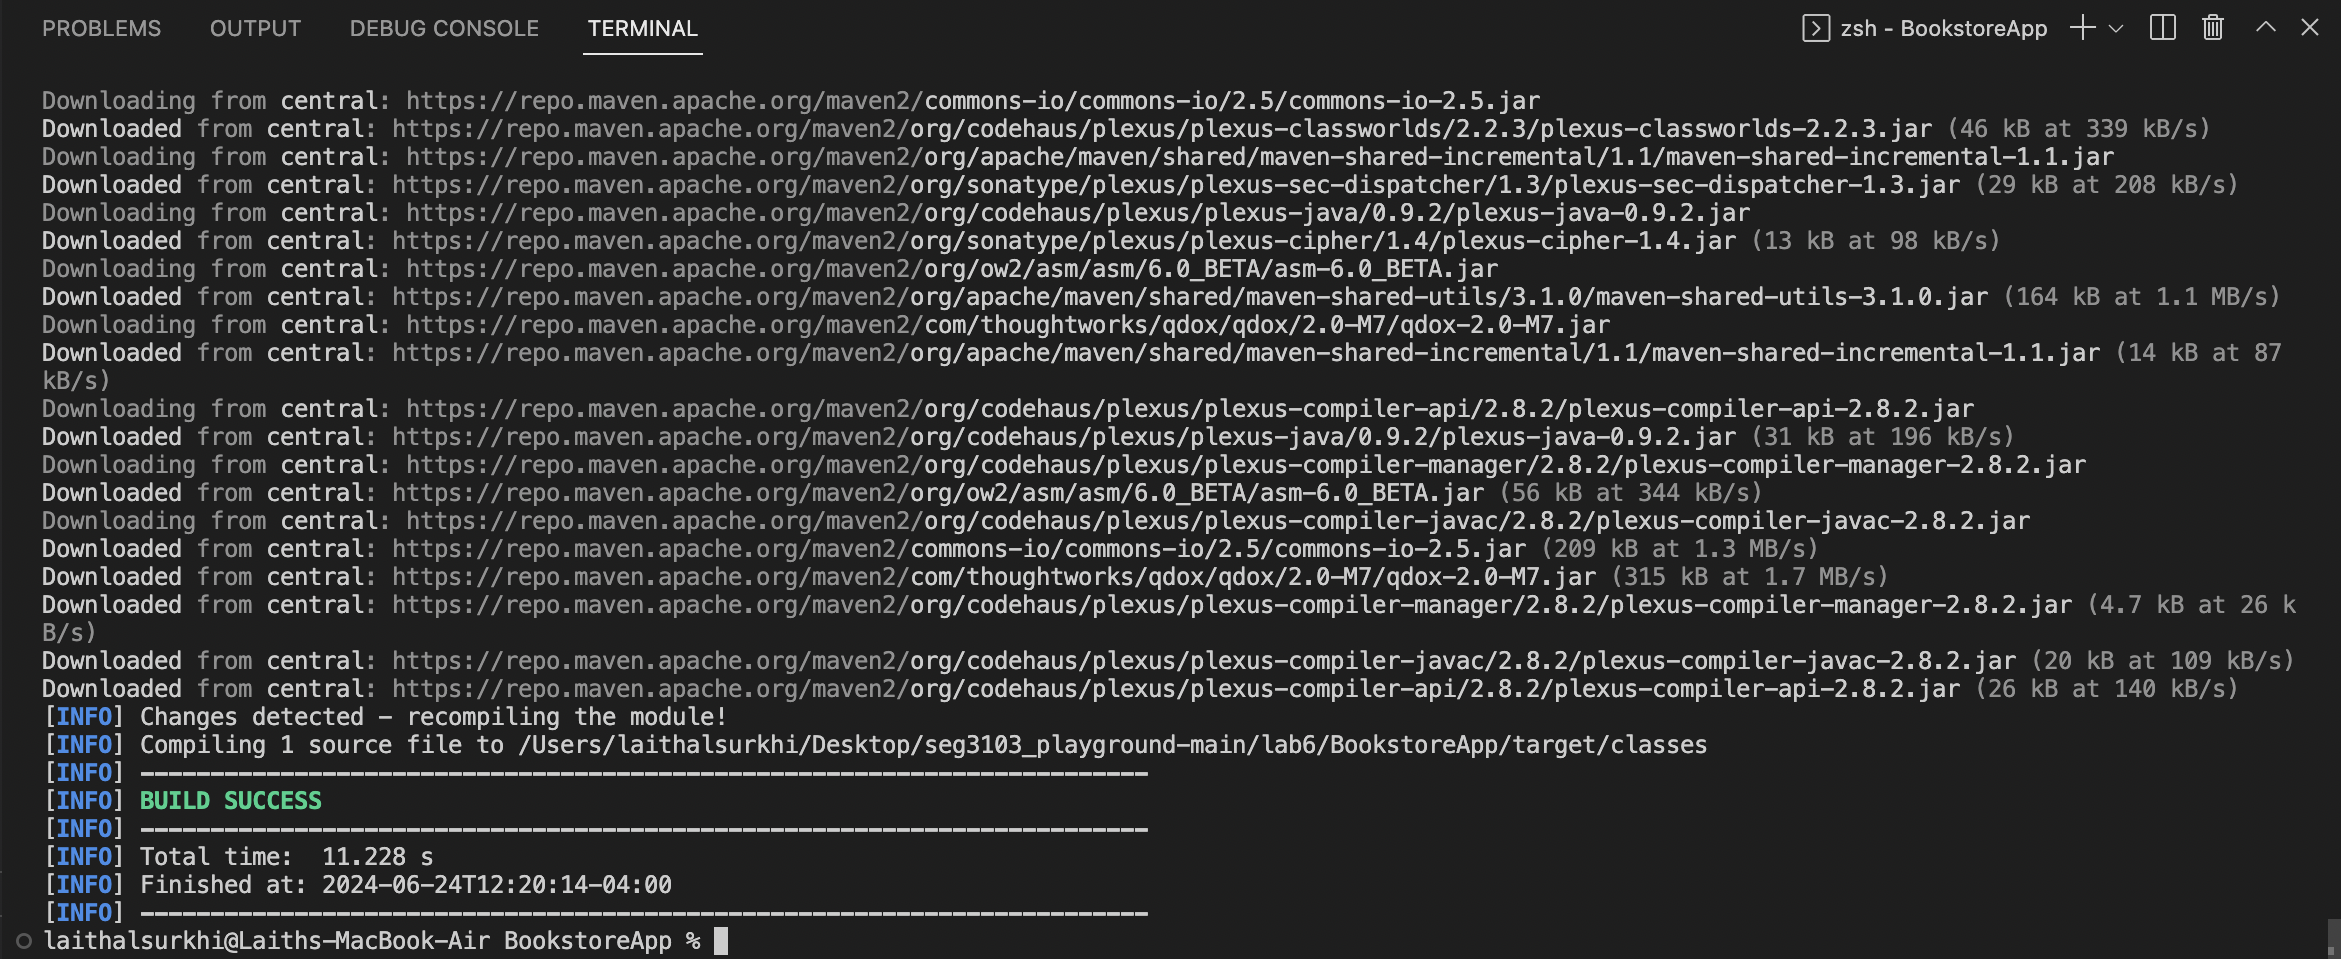 PROBLEMS OUTPUT DEBUG CONSOLE TERMINAL zsh - BookstoreApp
Downloading from central: https://repo.maven.apache.org/maven2/commons-io/commons-io/2.5/commons-io-2.5.jar
Downloaded from central: https://repo.maven.apache.org/maven2/org/codehaus/plexus/plexus-classworlds/2.2.3/plexus-classworlds-2.2.3.jar (46 kB at 339 kB/s)
Downloading from central: https://repo.maven.apache.org/maven2/org/apache/maven/shared/maven-shared-incremental/1.1/maven-shared-incremental-1.1.jar
Downloaded from central: https://repo.maven.apache.org/maven2/org/sonatype/plexus/plexus-sec-dispatcher/1.3/plexus-sec-dispatcher-1.3.jar (29 kB at 208 kB/s)
Downloading from central: https://repo.maven.apache.org/maven2/org/codehaus/plexus/plexus-java/0.9.2/plexus-java-0.9.2.jar
Downloaded from central: https://repo.maven.apache.org/maven2/org/sonatype/plexus/plexus-cipher/1.4/plexus-cipher-1.4.jar (13 kB at 98 kB/s)
Downloading from central: https://repo.maven.apache.org/maven2/org/ow2/asm/asm/6.0_BETA/asm-6.0_BETA.jar
Downloaded from central: https://repo.maven.apache.org/maven2/org/apache/maven/shared/maven-shared-utils/3.1.0/maven-shared-utils-3.1.0.jar (164 kB at 1.1 MB/s)
Downloading from central: https://repo.maven.apache.org/maven2/com/thoughtworks/qdox/qdox/2.0-M7/qdox-2.0-M7.jar
Downloaded from central: https://repo.maven.apache.org/maven2/org/apache/maven/shared/maven-shared-incremental/1.1/maven-shared-incremental-1.1.jar (14 kB at 87
kB/s)
Downloading from central: https://repo.maven.apache.org/maven2/org/codehaus/plexus/plexus-compiler-api/2.8.2/plexus-compiler-api-2.8.2.jar
Downloaded from central: https://repo.maven.apache.org/maven2/org/codehaus/plexus/plexus-java/0.9.2/plexus-java-0.9.2.jar (31 kB at 196 kB/s)
Downloading from central: https://repo.maven.apache.org/maven2/org/codehaus/plexus/plexus-compiler-manager/2.8.2/plexus-compiler-manager-2.8.2.jar
Downloaded from central: https://repo.maven.apache.org/maven2/org/ow2/asm/asm/6.0_BETA/asm-6.0_BETA.jar (56 kB at 344 kB/s)
Downloading from central: https://repo.maven.apache.org/maven2/org/codehaus/plexus/plexus-compiler-javac/2.8.2/plexus-compiler-javac-2.8.2.jar
Downloaded from central: https://repo.maven.apache.org/maven2/commons-io/commons-io/2.5/commons-io-2.5.jar (209 kB at 1.3 MB/s)
Downloaded from central: https://repo.maven.apache.org/maven2/com/thoughtworks/qdox/qdox/2.0-M7/qdox-2.0-M7.jar (315 kB at 1.7 MB/s)
Downloaded from central: https://repo.maven.apache.org/maven2/org/codehaus/plexus/plexus-compiler-manager/2.8.2/plexus-compiler-manager-2.8.2.jar (4.7 kB at 26 k
B/s)
Downloaded from central: https://repo.maven.apache.org/maven2/org/codehaus/plexus/plexus-compiler-javac/2.8.2/plexus-compiler-javac-2.8.2.jar (20 kB at 109 kB/s)
Downloaded from central: https://repo.maven.apache.org/maven2/org/codehaus/plexus/plexus-compiler-api/2.8.2/plexus-compiler-api-2.8.2.jar (26 kB at 140 kB/s)
[INFO] Changes detected - recompiling the module!
[INFO] Compiling 1 source file to /Users/laithalsurkhi/Desktop/seg3103_playground-main/lab6/BookstoreApp/target/classes
[INFO] ------------------------------------------------------------------------
[INFO] BUILD SUCCESS
[INFO] ------------------------------------------------------------------------
[INFO] Total time:  11.228 s
[INFO] Finished at: 2024-06-24T12:20:14-04:00
[INFO] ------------------------------------------------------------------------
laithalsurkhi@Laiths-MacBook-Air BookstoreApp %